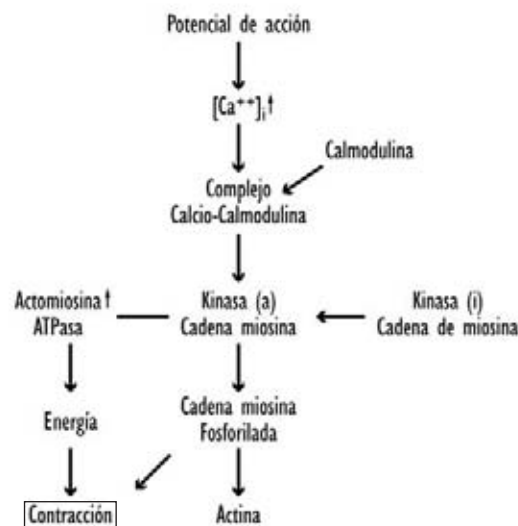 Potencial de acción
[Ca⁺⁺]ᵢ↑
Calmodulina
Complejo
Calcio-Calmodulina
Actomiosina↑
ATPasa
Kinasa (a)
Cadena miosina
Kinasa (i)
Cadena de miosina
Energía
Cadena miosina
Fosforilada
Contracción
Actina